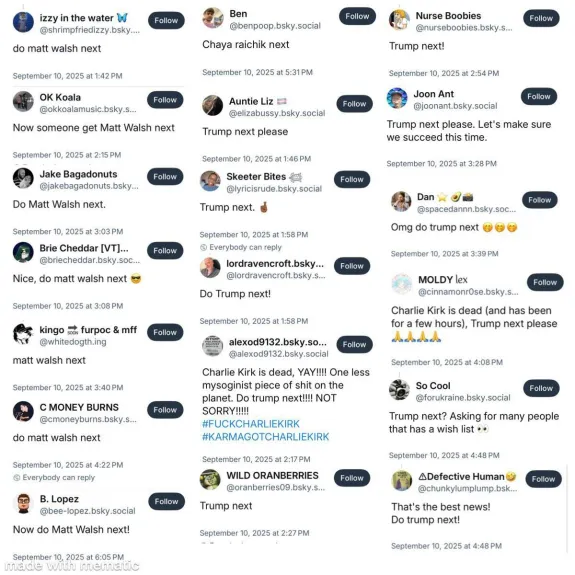 izzy in the water 🦋
@shrimpfriedizzy.bsky....
Follow
do matt walsh next
September 10, 2025 at 1:42 PM
OK Koala
@okkoalamusic.bsky.s...
Follow
Now someone get Matt Walsh next
September 10, 2025 at 2:15 PM
Jake Bagadonuts
@jakebagadonuts.bsky...
Follow
Do Matt Walsh next.
September 10, 2025 at 3:03 PM
Brie Cheddar [VT]...
@briecheddar.bsky.soc...
Follow
Nice, do matt walsh next 😎
September 10, 2025 at 3:08 PM
kingo 🔜 furpoc & mff
@whitedogth.ing
Follow
matt walsh next
September 10, 2025 at 3:40 PM
C MONEY BURNS
@cmoneyburns.bsky.s...
Follow
do matt walsh next
September 10, 2025 at 4:22 PM
Everybody can reply
B. Lopez
@bee-lopez.bsky.social
Follow
Now do Matt Walsh next!
September 10, 2025 at 6:05 PM
Ben
@benpoop.bsky.social
Follow
Chaya raichik next
September 10, 2025 at 5:31 PM
Auntie Liz
@elizabussy.bsky.social
Follow
Trump next please
September 10, 2025 at 1:46 PM
Skeeter Bites
@lyricisrude.bsky.social
Follow
Trump next. 🤞🏾
September 10, 2025 at 1:58 PM
Everybody can reply
lordravencroft.bsky...
@lordravencroft.bsky.s...
Follow
Do Trump next!
September 10, 2025 at 1:58 PM
alexod9132.bsky.so...
@alexod9132.bsky.social
Follow
Charlie Kirk is dead, YAY!!!! One less
mysoginist piece of shit on the
planet. Do trump next!!!! NOT
SORRY!!!!!
#FUCKCHARLIEKIRK
#KARMAGOTCHARLIEKIRK
September 10, 2025 at 2:17 PM
WILD ORANBERRIES
@oranberries09.bsky.s...
Follow
Trump next
September 10, 2025 at 2:27 PM
Nurse Boobies
@nurseboobies.bsky.s...
Follow
Trump next!
September 10, 2025 at 2:54 PM
Joon Ant
@joonant.bsky.social
Follow
Trump next please. Let's make sure
we succeed this time.
September 10, 2025 at 3:28 PM
Dan ⭐🥑📸
@spacedannn.bsky.soc...
Follow
Omg do trump next 🤭🤭🤭
September 10, 2025 at 3:39 PM
MOLDY lex
@cinnamonr0se.bsky.s...
Follow
Charlie Kirk is dead (and has been
for a few hours), Trump next please
🙏🙏🙏🙏
September 10, 2025 at 4:08 PM
So Cool
@forukraine.bsky.social
Follow
Trump next? Asking for many people
that has a wish list 👀
September 10, 2025 at 4:48 PM
⚠Defective Human🤣
@chunkylumplump.bsk...
Follow
That's the best news!
Do trump next!
September 10, 2025 at 4:48 PM
made with mematic